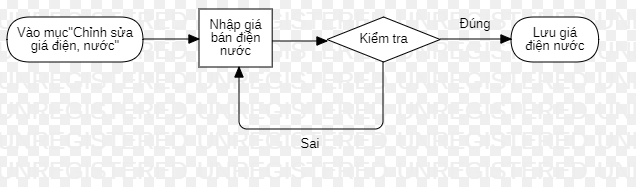 Vào mục"Chỉnh sửa
giá điện, nước"
Nhập giá
bán điền
nước
Kiểm tra
Đúng
Lưu giá
điện nước
Sai